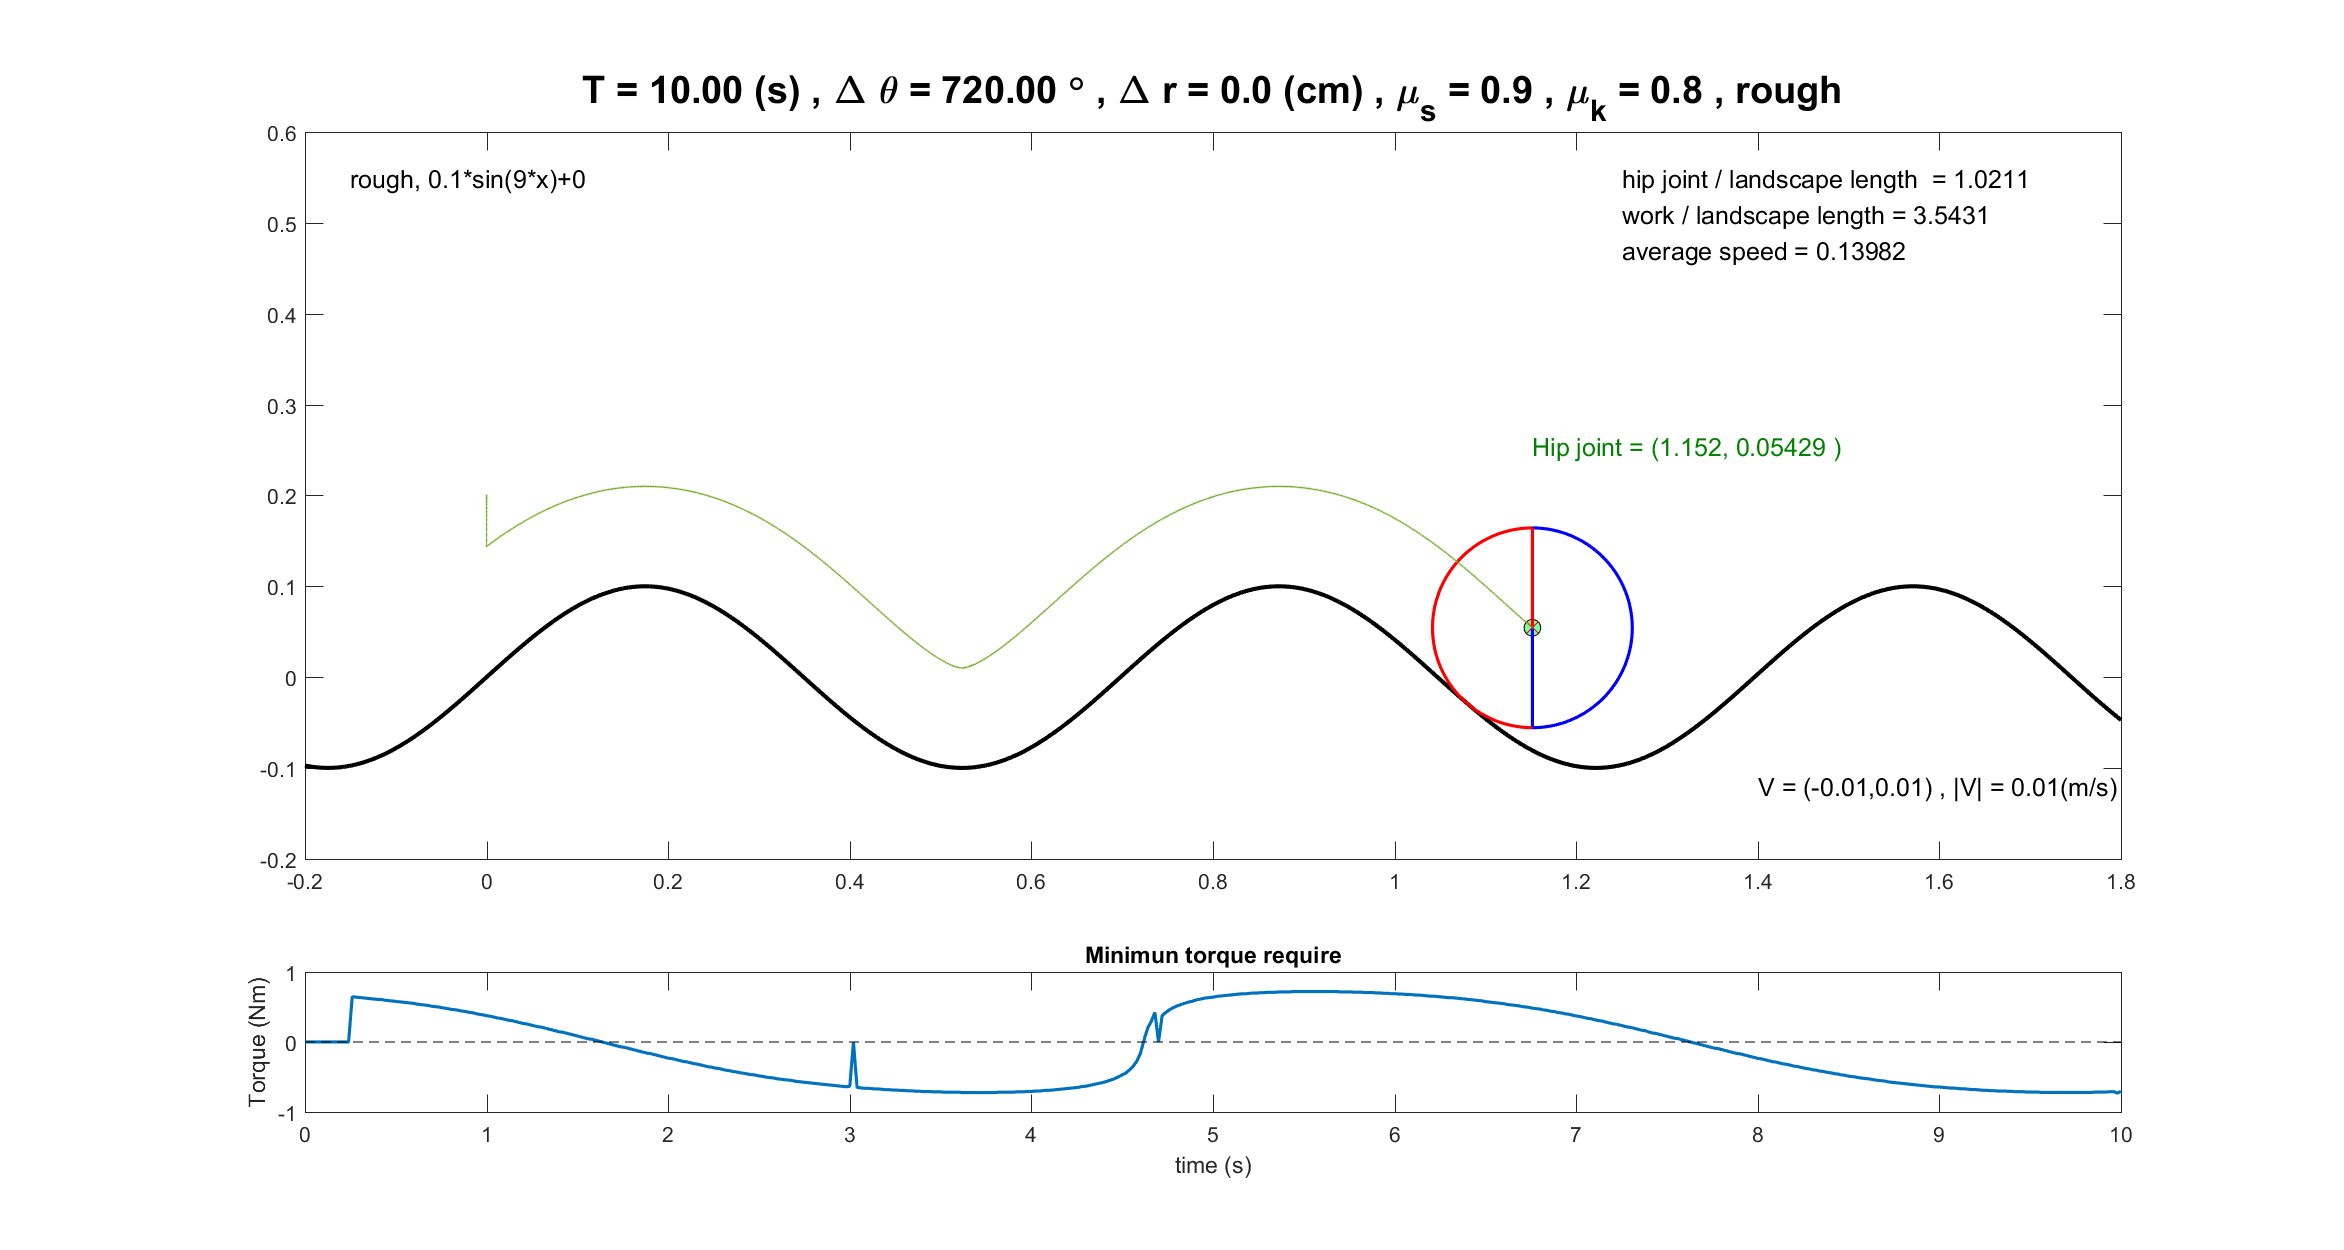 T = 10.00 (s) , Δ θ = 720.00 ° , Δ r = 0.0 (cm) , μs = 0.9 , μk = 0.8 , rough
0.6
0.5
0.4
0.3
0.2
0.1
0
-0.1
-0.2
rough, 0.1*sin(9*x)+0
hip joint / landscape length = 1.0211
work / landscape length = 3.5431
average speed = 0.13982
Hip joint = (1.152, 0.05429 )
V = (-0.01,0.01) , |V| = 0.01(m/s)
-0.2 0 0.2 0.4 0.6 0.8 1 1.2 1.4 1.6 1.8
Minimun torque require
Torque (Nm)
1
0
-1
0 1 2 3 4 5 6 7 8 9 10
time (s)